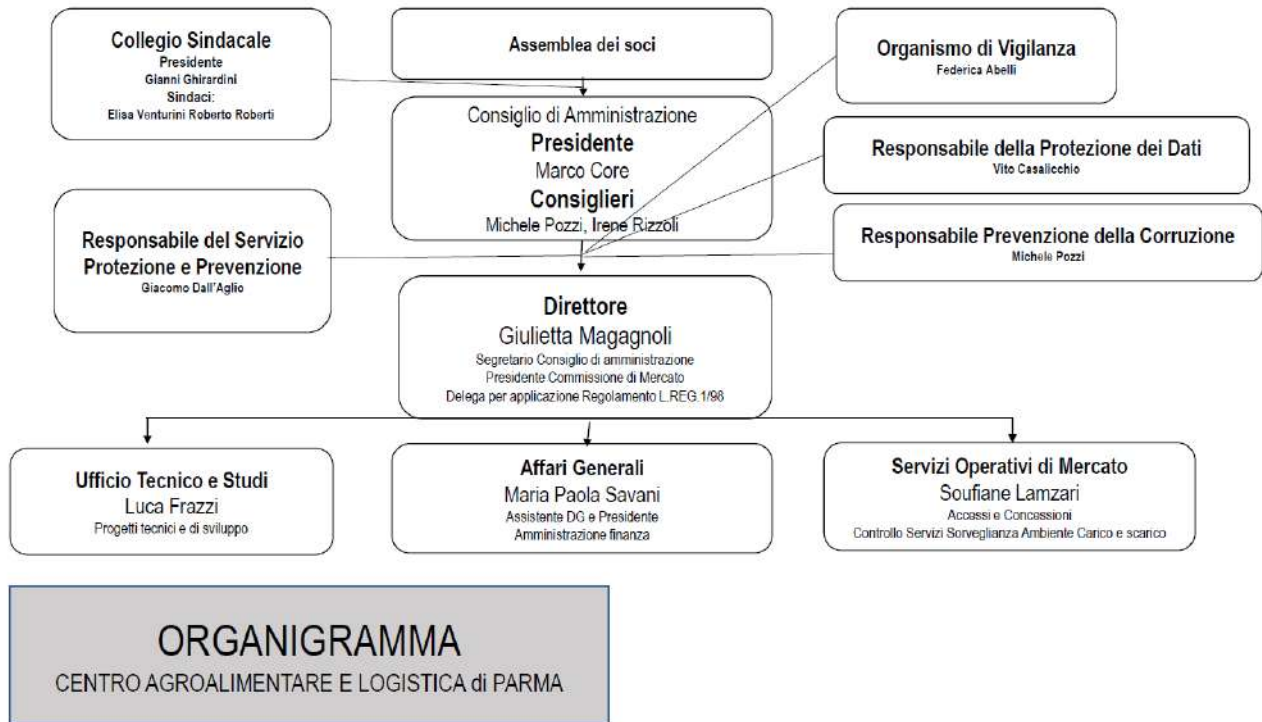 Collegio Sindacale
Presidente
Gianni Ghirardini
Sindaci:
Elisa Venturini Roberto Roberti
Assemblea dei soci
Organismo di Vigilanza
Federica Abelli
Consiglio di Amministrazione
Presidente
Marco Core
Consiglieri
Michele Pozzi, Irene Rizzoli
Responsabile della Protezione dei Dati
Vito Casalicchio
Responsabile del Servizio
Protezione e Prevenzione
Giacomo Dall'Aglio
Responsabile Prevenzione della Corruzione
Michele Pozzi
Direttore
Giulietta Magagnoli
Segretario Consiglio di amministrazione
Presidente Commissione di Mercato
Delega per applicazione Regolamento L.REG.1/98
Ufficio Tecnico e Studi
Luca Frazzi
Progetti tecnici e di sviluppo
Affari Generali
Maria Paola Savani
Assistente DG e Presidente
Amministrazione finanza
Servizi Operativi di Mercato
Soufiane Lamzari
Accessi e Concessioni
Controllo Servizi Sorveglianza Ambiente Carico e scarico
ORGANIGRAMMA
CENTRO AGROALIMENTARE E LOGISTICA di PARMA